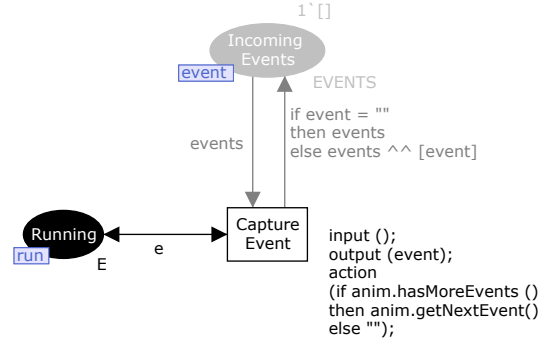 1`[]
Incoming
Events
event
EVENTS
if event = ""
then events
else events ^^ [event]
events
Running
run
E
e
Capture
Event
input ();
output (event);
action
(if anim.hasMoreEvents ()
then anim.getNextEvent()
else "");